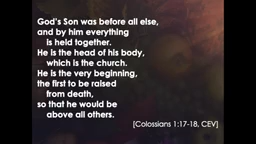 God's Son was before all else,
and by him everything
is held together.
He is the head of his body,
which is the church.
He is the very beginning,
the first to be raised
from death,
so that he would be
above all others.
[Colossians 1:17-18, CEV]